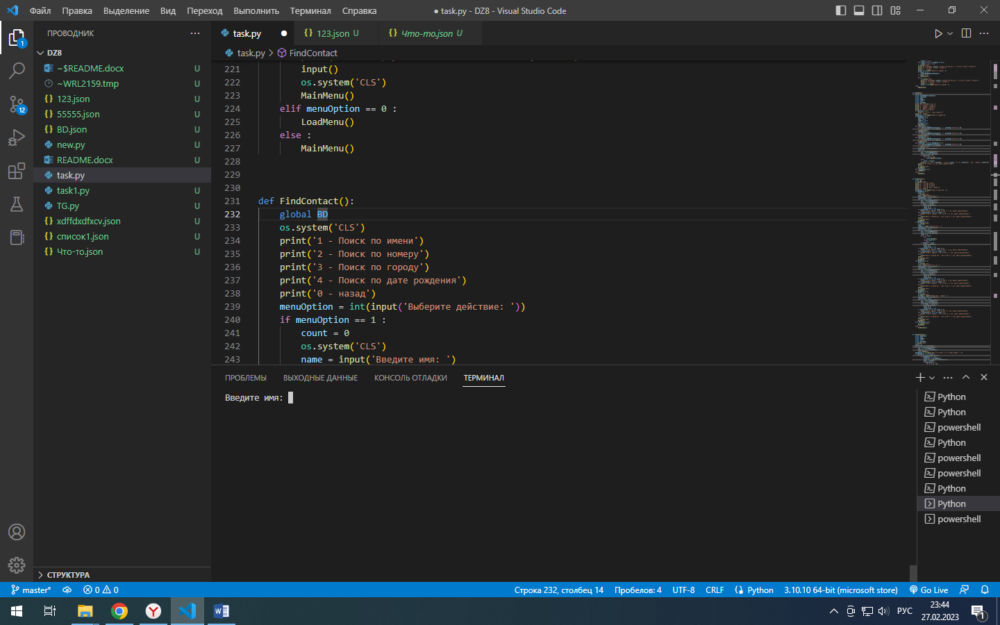 Файл Правка Выделение Вид Переход Выполнить Терминал Справка
● task.py - DZ8 - Visual Studio Code
ПРОВОДНИК
DZ8
~$README.docx U
~WRL2159.tmp U
123.json U
55555.json U
BD.json U
new.py U
README.docx U
task.py
task1.py U
TG.py U
xdffdxdfxcv.json U
список1.json U
Что-то.json U
СТРУКТУРА
1
12
task.py
123.json U
Что-то.json U
task.py > FindContact
221 input()
222 os.system('CLS')
223 MainMenu()
224 elif menuOption == 0 :
225 LoadMenu()
226 else :
227 MainMenu()
228
229
230
231 def FindContact():
232 global BD
233 os.system('CLS')
234 print('1 - Поиск по имени')
235 print('2 - Поиск по номеру')
236 print('3 - Поиск по городу')
237 print('4 - Поиск по дате рождения')
238 print('0 - назад')
239 menuOption = int(input('Выберите действие: '))
240 if menuOption == 1 :
241 count = 0
242 os.system('CLS')
243 name = input('Введите имя: ')
ПРОБЛЕМЫ ВЫХОДНЫЕ ДАННЫЕ КОНСОЛЬ ОТЛАДКИ ТЕРМИНАЛ
Введите имя:
Python
Python
powershell
Python
powershell
powershell
Python
Python
powershell
master* 0 0
Строка 232, столбец 14 Пробелов: 4 UTF-8 CRLF Python 3.10.10 64-bit (microsoft store) Go Live
РУС
23:44
27.02.2023
1